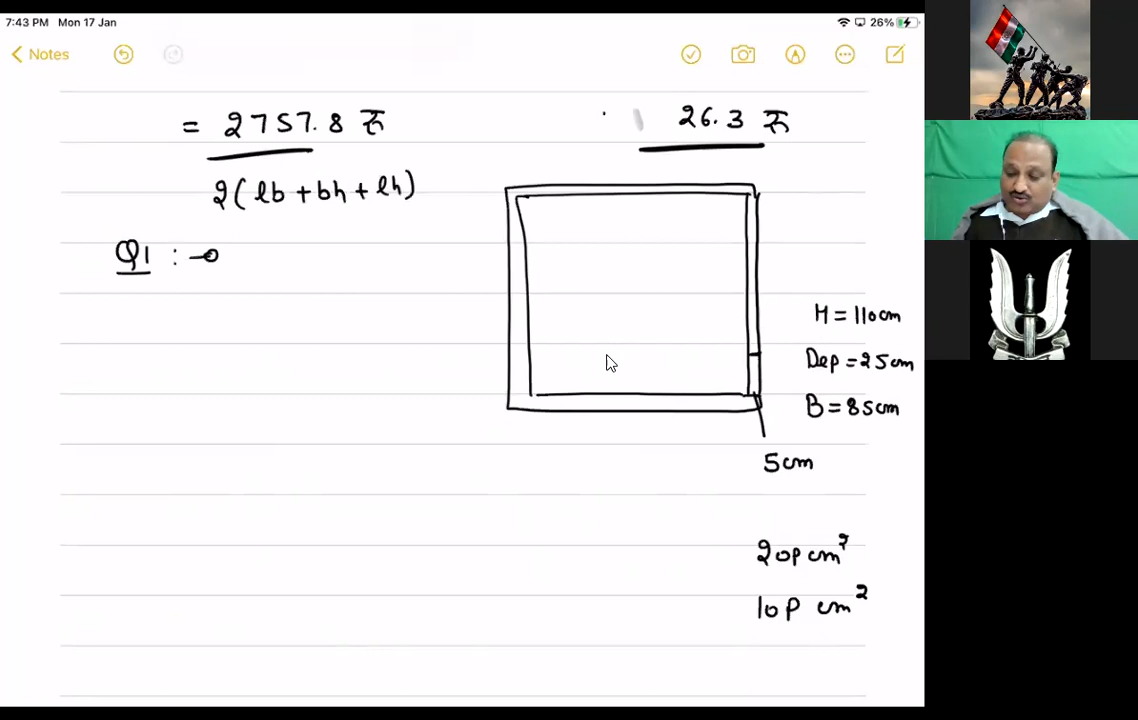 7:43 PM Mon 17 Jan
26%
Notes
= 2757.8 रु
26.3 रु
2(lb + bh + lh)
Q1 :→
H = 110cm
Dep = 25cm
B = 85cm
5cm
20P cm²
10P cm²